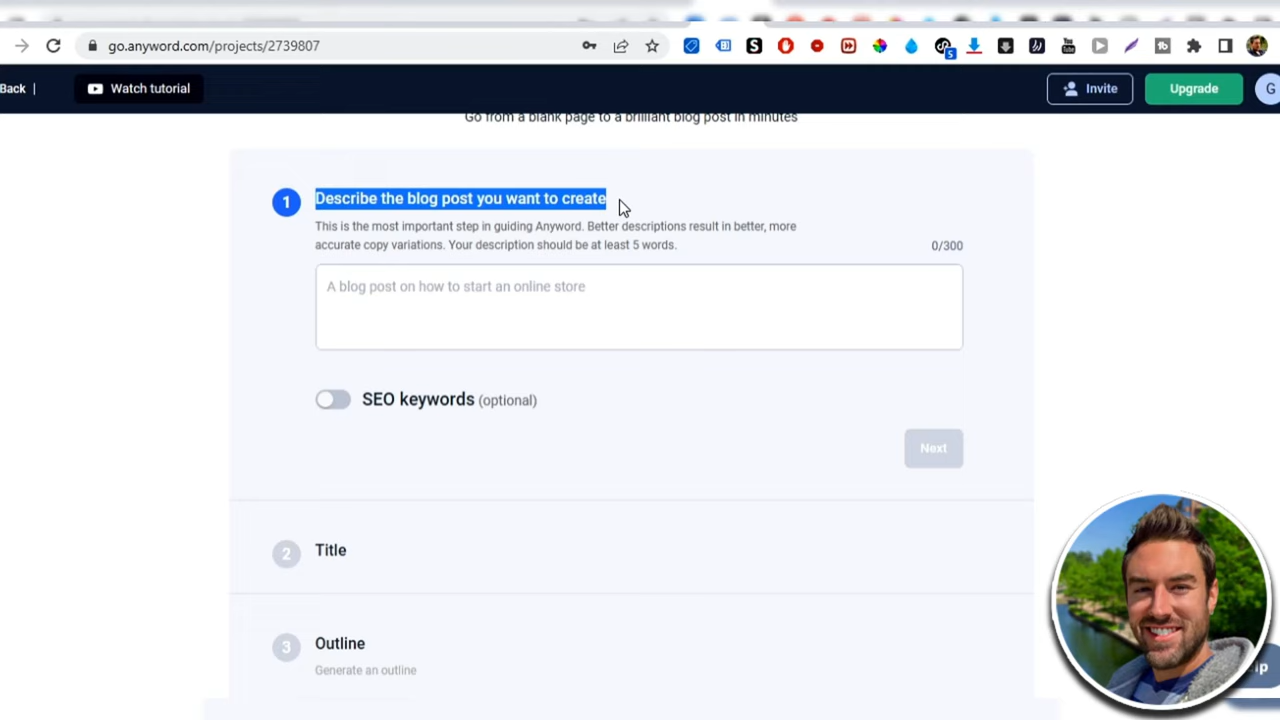 go.anyword.com/projects/2739807
5
Back |
Watch tutorial
Invite
Upgrade
G
Go from a blank page to a brilliant blog post in minutes
1
Describe the blog post you want to create
This is the most important step in guiding Anyword. Better descriptions result in better, more
accurate copy variations. Your description should be at least 5 words.
0/300
A blog post on how to start an online store
SEO keywords (optional)
Next
2
Title
3
Outline
Generate an outline